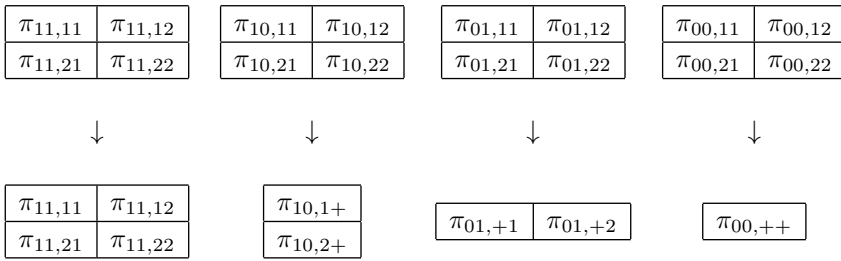 π11,11 π11,12 π10,11 π10,12 π01,11 π01,12 π00,11 π00,12
π11,21 π11,22 π10,21 π10,22 π01,21 π01,22 π00,21 π00,22
↓ ↓ ↓ ↓
π11,11 π11,12 π10,1+
π01,+1 π01,+2 π00,++
π11,21 π11,22 π10,2+